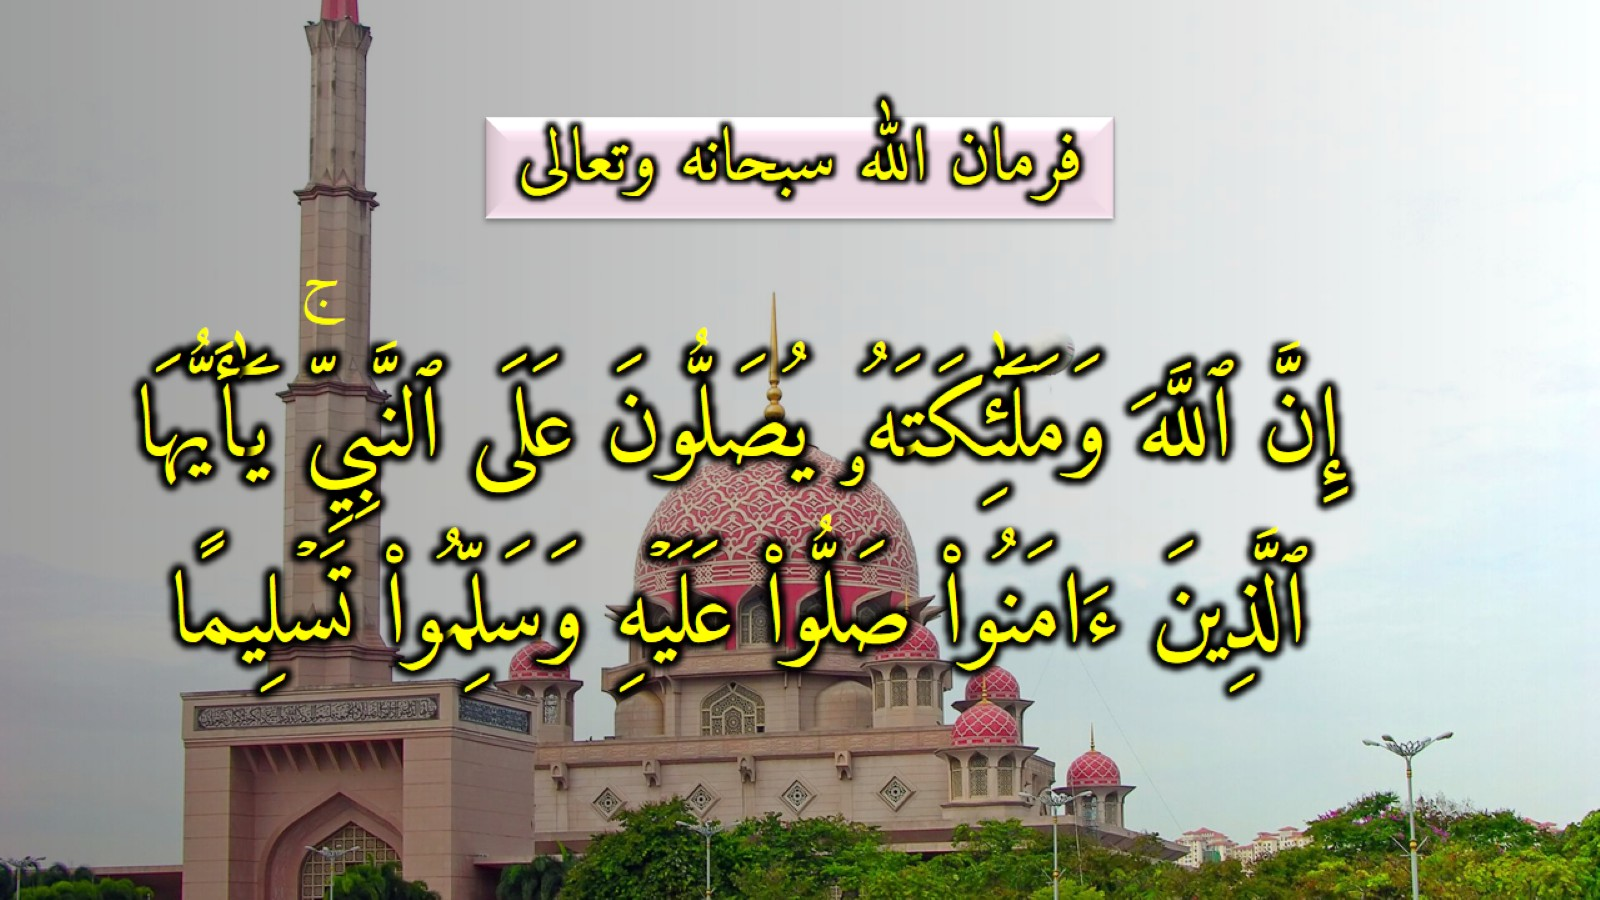 فرمان الله سبحانه وتعالى
إِنَّ ٱللَّهَ وَمَلَٰٓئِكَتَهُۥ يُصَلُّونَ عَلَى ٱلنَّبِيِّ ۚ يَٰٓأَيُّهَا
ٱلَّذِينَ ءَامَنُوا۟ صَلُّوا۟ عَلَيْهِ وَسَلِّمُوا۟ تَسْلِيمًا